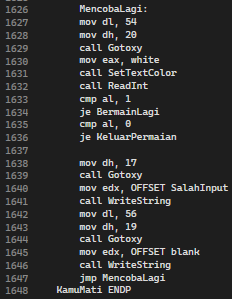 1626 MencobaLagi:
1627 mov dl, 54
1628 mov dh, 20
1629 call Gotoxy
1630 mov eax, white
1631 call SetTextColor
1632 call ReadInt
1633 cmp al, 1
1634 je BermainLagi
1635 cmp al, 0
1636 je KeluarPermaian
1637
1638 mov dh, 17
1639 call Gotoxy
1640 mov edx, OFFSET SalahInput
1641 call WriteString
1642 mov dl, 56
1643 mov dh, 19
1644 call Gotoxy
1645 mov edx, OFFSET blank
1646 call WriteString
1647 jmp MencobaLagi
1648 KamuMati ENDP